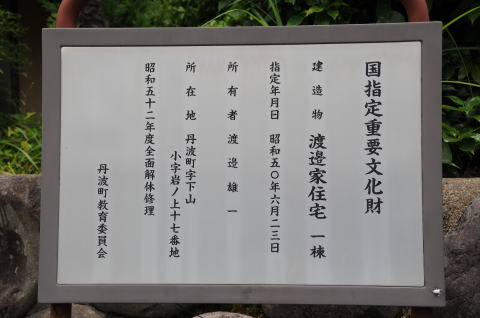 国指定重要文化財
建造物 渡邉家住宅 一棟
指定年月日 昭和五〇年六月二三日
所有者 渡邉雄一
所在地 丹波町字下山
小字岩ノ上十七番地
昭和五十二年度全面解体修理
丹波町教育委員会